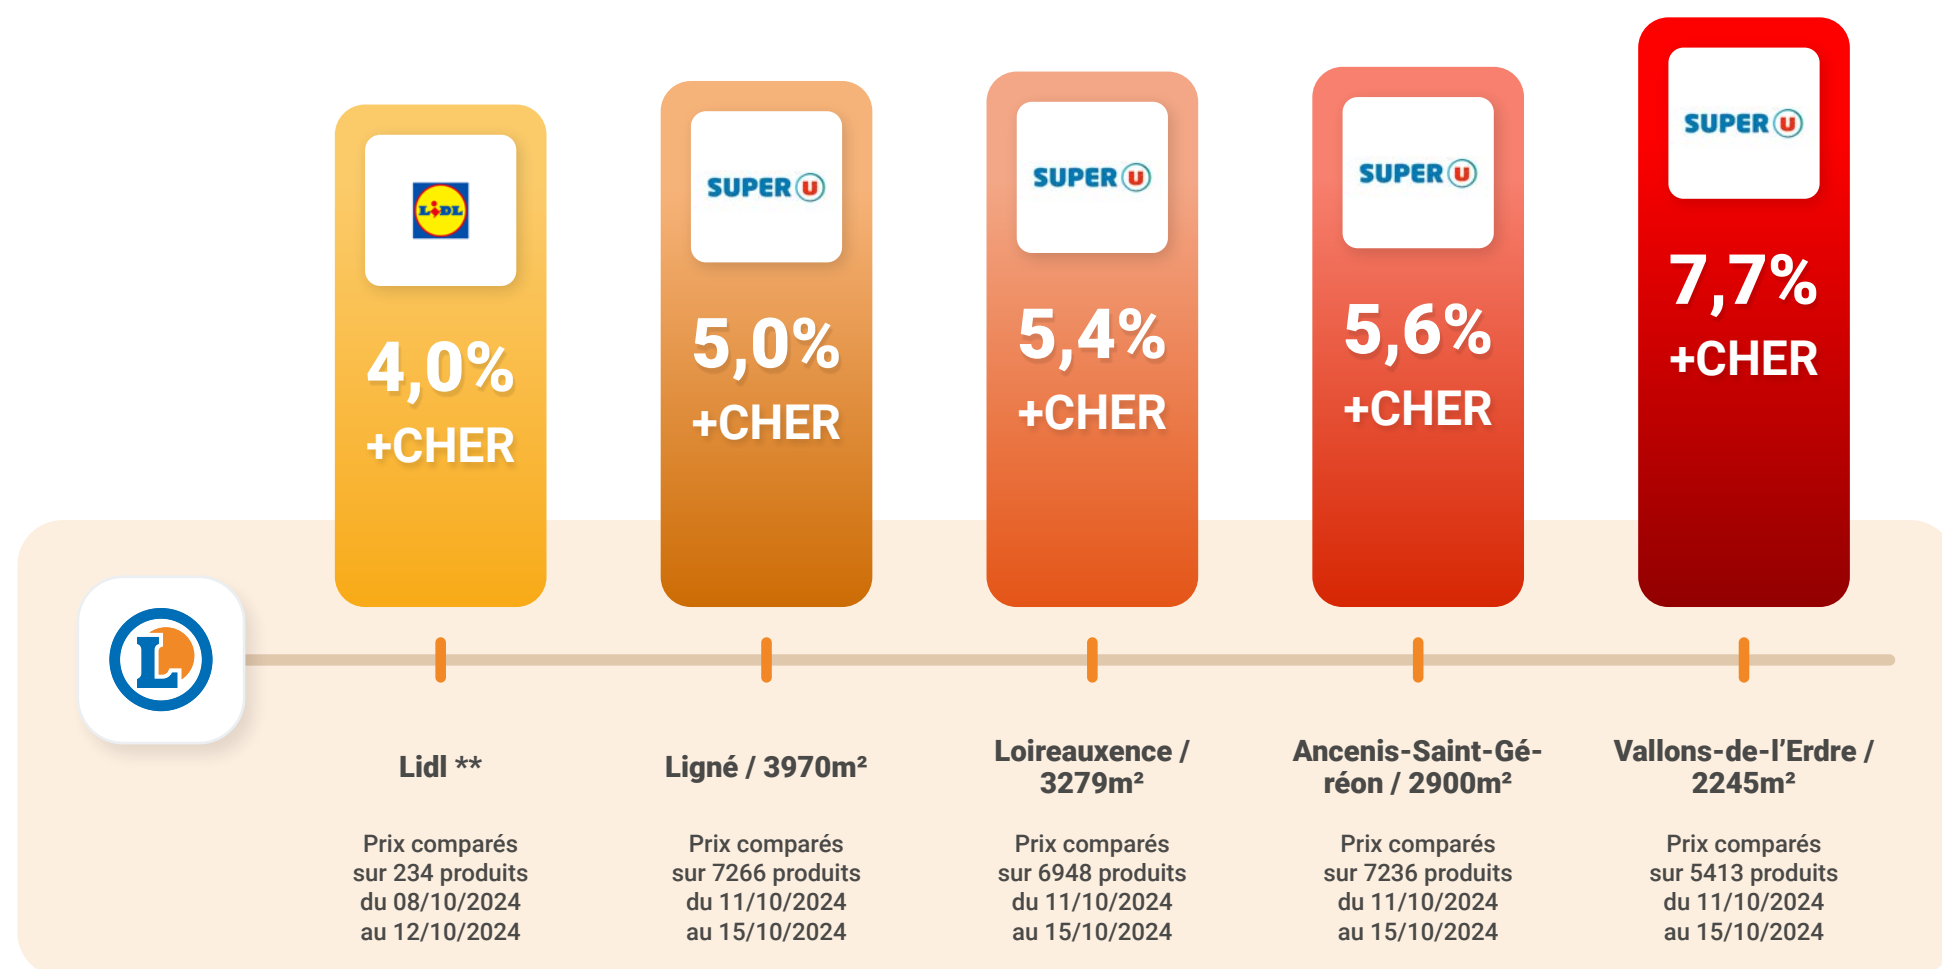 LIDL
4,0%
+CHER
SUPER U
5,0%
+CHER
SUPER U
5,4%
+CHER
SUPER U
5,6%
+CHER
SUPER U
7,7%
+CHER
L
Lidl **
Prix comparés
sur 234 produits
du 08/10/2024
au 12/10/2024
Ligné / 3970m²
Prix comparés
sur 7266 produits
du 11/10/2024
au 15/10/2024
Loireauxence /
3279m²
Prix comparés
sur 6948 produits
du 11/10/2024
au 15/10/2024
Ancenis-Saint-Gé-
réon / 2900m²
Prix comparés
sur 7236 produits
du 11/10/2024
au 15/10/2024
Vallons-de-l’Erdre /
2245m²
Prix comparés
sur 5413 produits
du 11/10/2024
au 15/10/2024